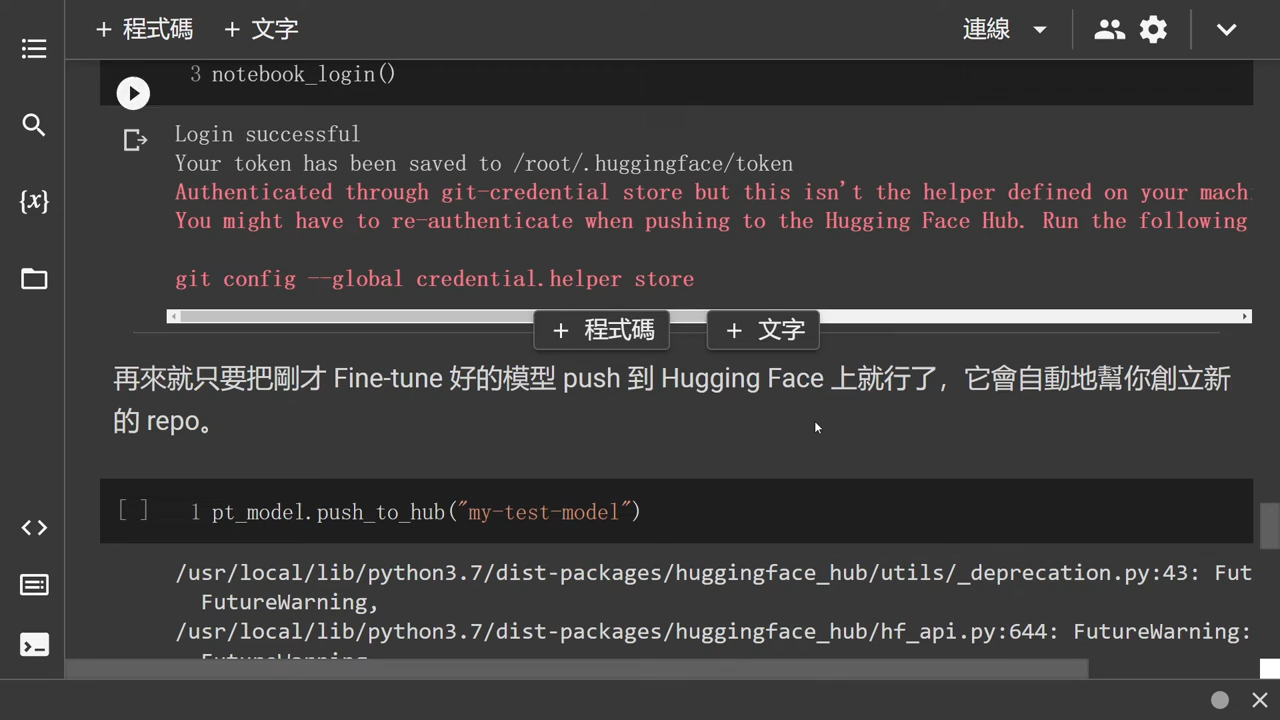 + 程式碼 + 文字 連線
3 notebook_login()
Login successful
Your token has been saved to /root/.huggingface/token
Authenticated through git-credential store but this isn't the helper defined on your machi
You might have to re-authenticate when pushing to the Hugging Face Hub. Run the following
git config --global credential.helper store
+ 程式碼 + 文字
再來就只要把剛才 Fine-tune 好的模型 push 到 Hugging Face 上就行了，它會自動地幫你創立新
的 repo。
[ ] 1 pt_model.push_to_hub("my-test-model")
/usr/local/lib/python3.7/dist-packages/huggingface_hub/utils/_deprecation.py:43: Fut
FutureWarning,
/usr/local/lib/python3.7/dist-packages/huggingface_hub/hf_api.py:644: FutureWarning:
FutureWarning,